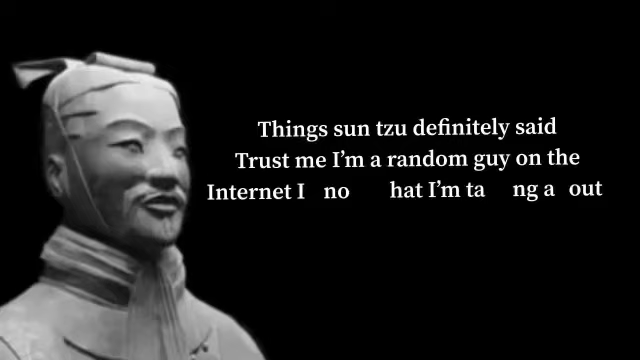 Things sun tzu definitely said
Trust me I'm a random guy on the
Internet I no hat I'm ta ng a out